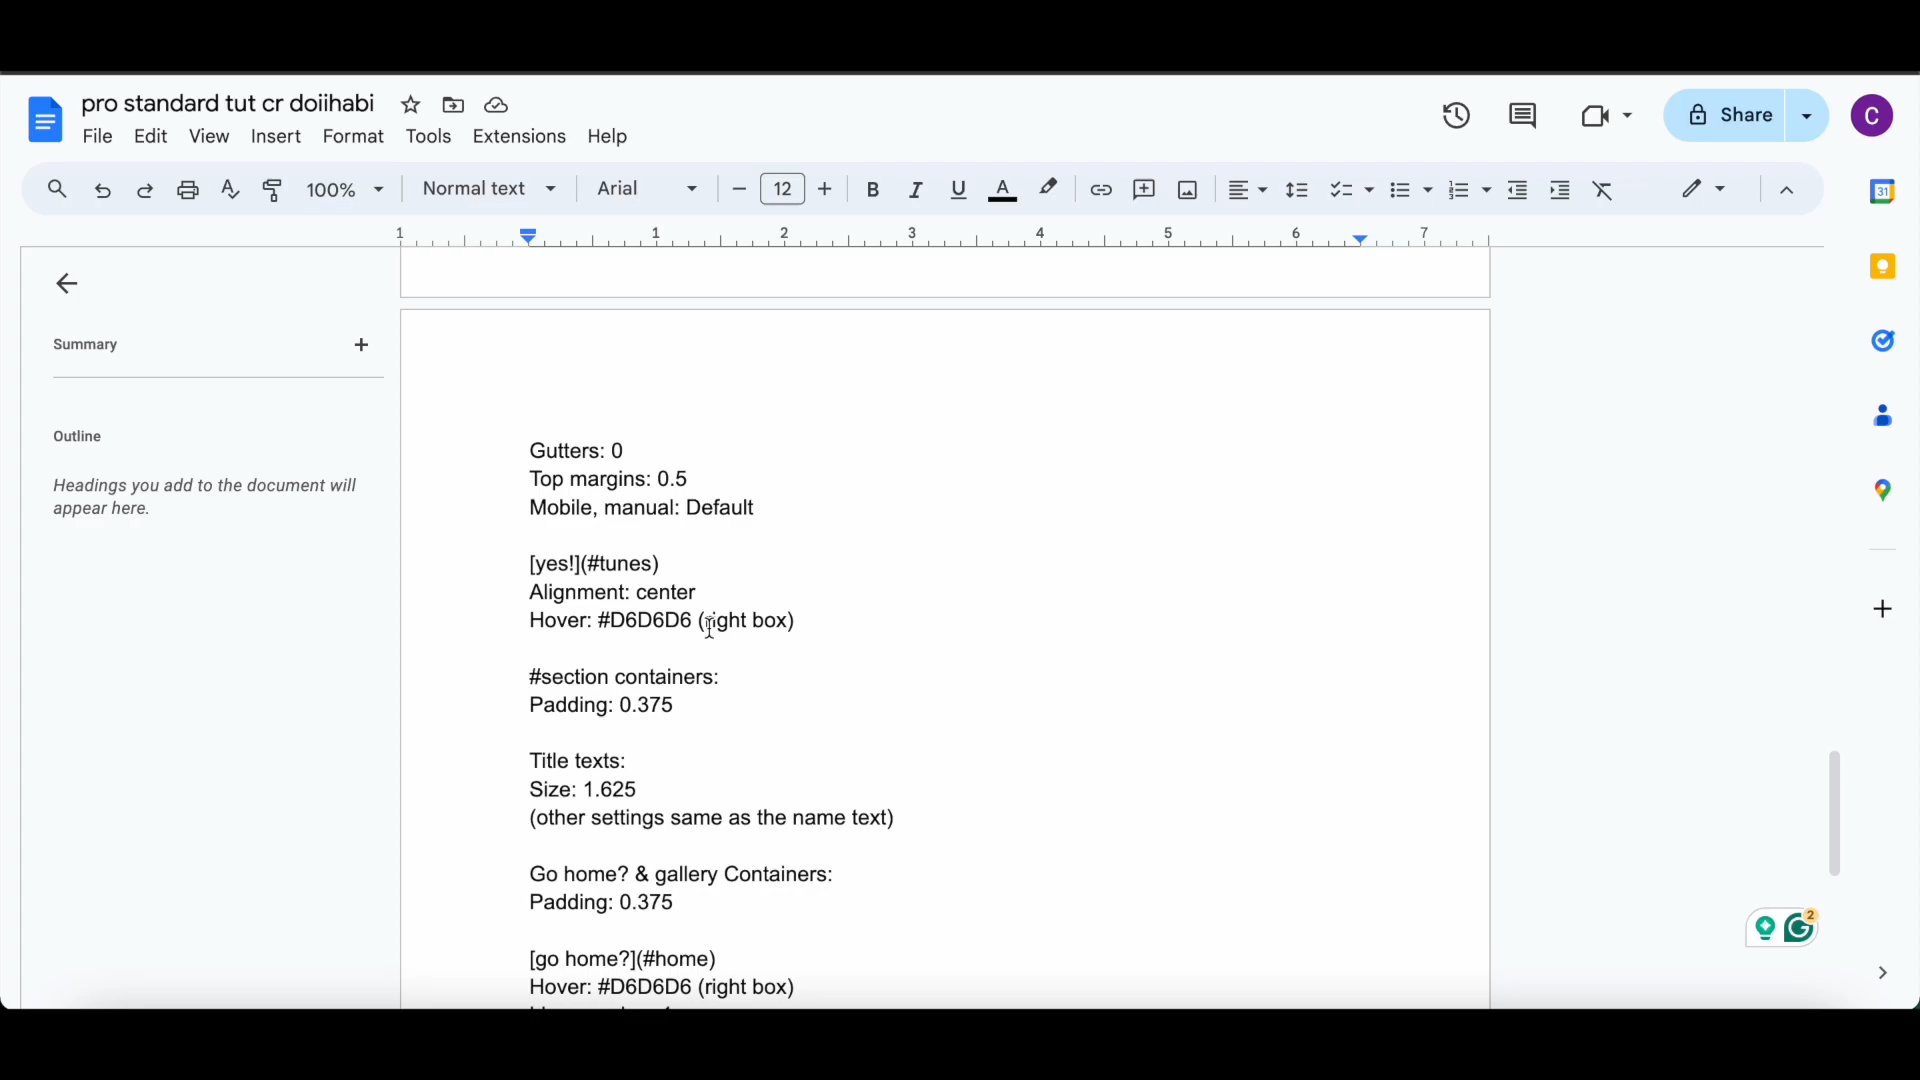 pro standard tut cr doiihabi
File Edit View Insert Format Tools Extensions Help
Share
C
100% Normal text Arial 12
B I U A
31
1 1 2 3 4 5 6 7
Summary
Outline
Headings you add to the document will
appear here.
Gutters: 0
Top margins: 0.5
Mobile, manual: Default
[yes!](#tunes)
Alignment: center
Hover: #D6D6D6 (right box)
#section containers:
Padding: 0.375
Title texts:
Size: 1.625
(other settings same as the name text)
Go home? & gallery Containers:
Padding: 0.375
[go home?](#home)
Hover: #D6D6D6 (right box)
2